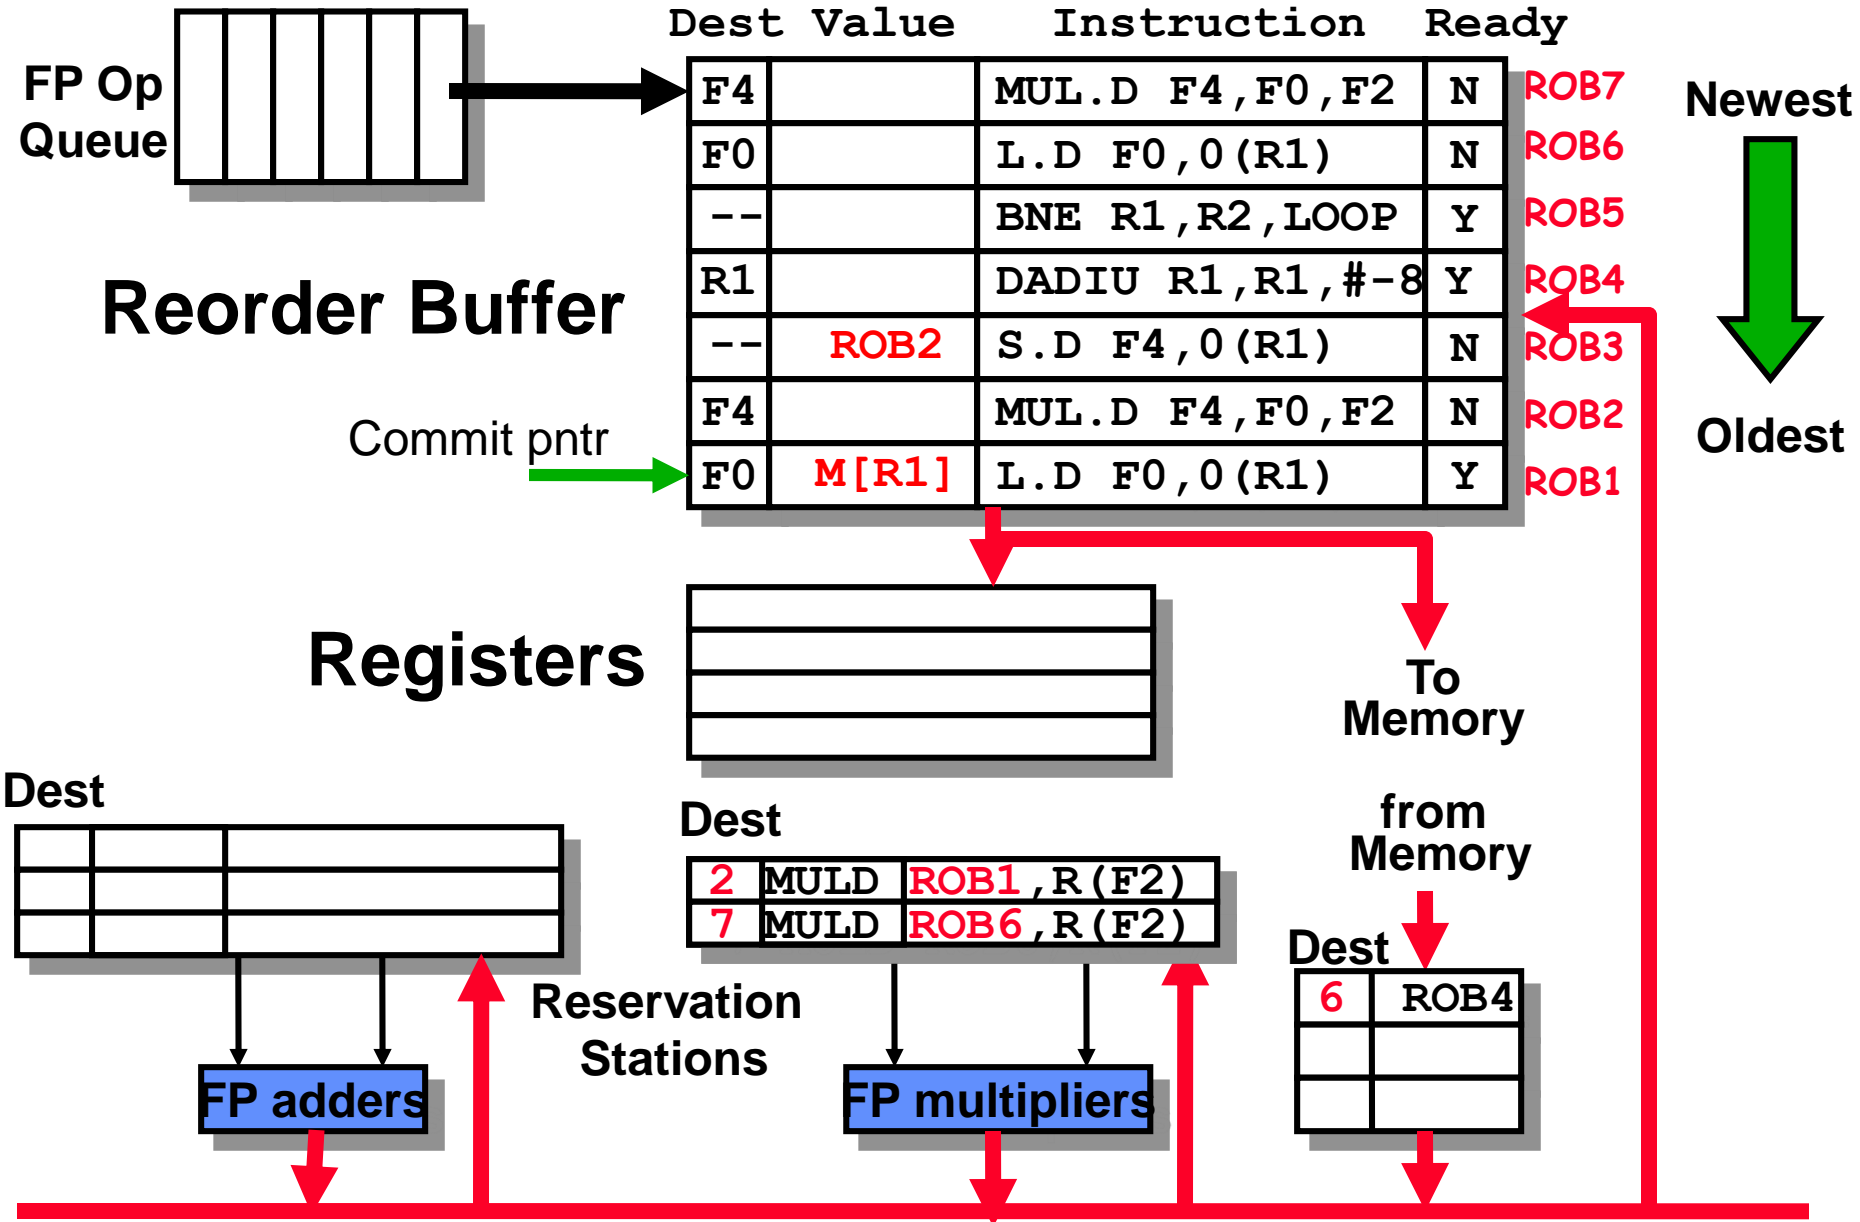 Dest Value Instruction Ready
FP Op
Queue
F4 MUL.D F4,F0,F2 N ROB7
F0 L.D F0,0(R1) N ROB6
-- BNE R1,R2,LOOP Y ROB5
R1 DADIU R1,R1,#-8 Y ROB4
-- ROB2 S.D F4,0(R1) N ROB3
F4 MUL.D F4,F0,F2 N ROB2
F0 M[R1] L.D F0,0(R1) Y ROB1
Newest
Oldest
Reorder Buffer
Commit pntr
Registers
To
Memory
from
Memory
Dest
Dest
2 MULD ROB1,R(F2)
7 MULD ROB6,R(F2)
Dest
6 ROB4
Reservation
Stations
FP adders
FP multipliers